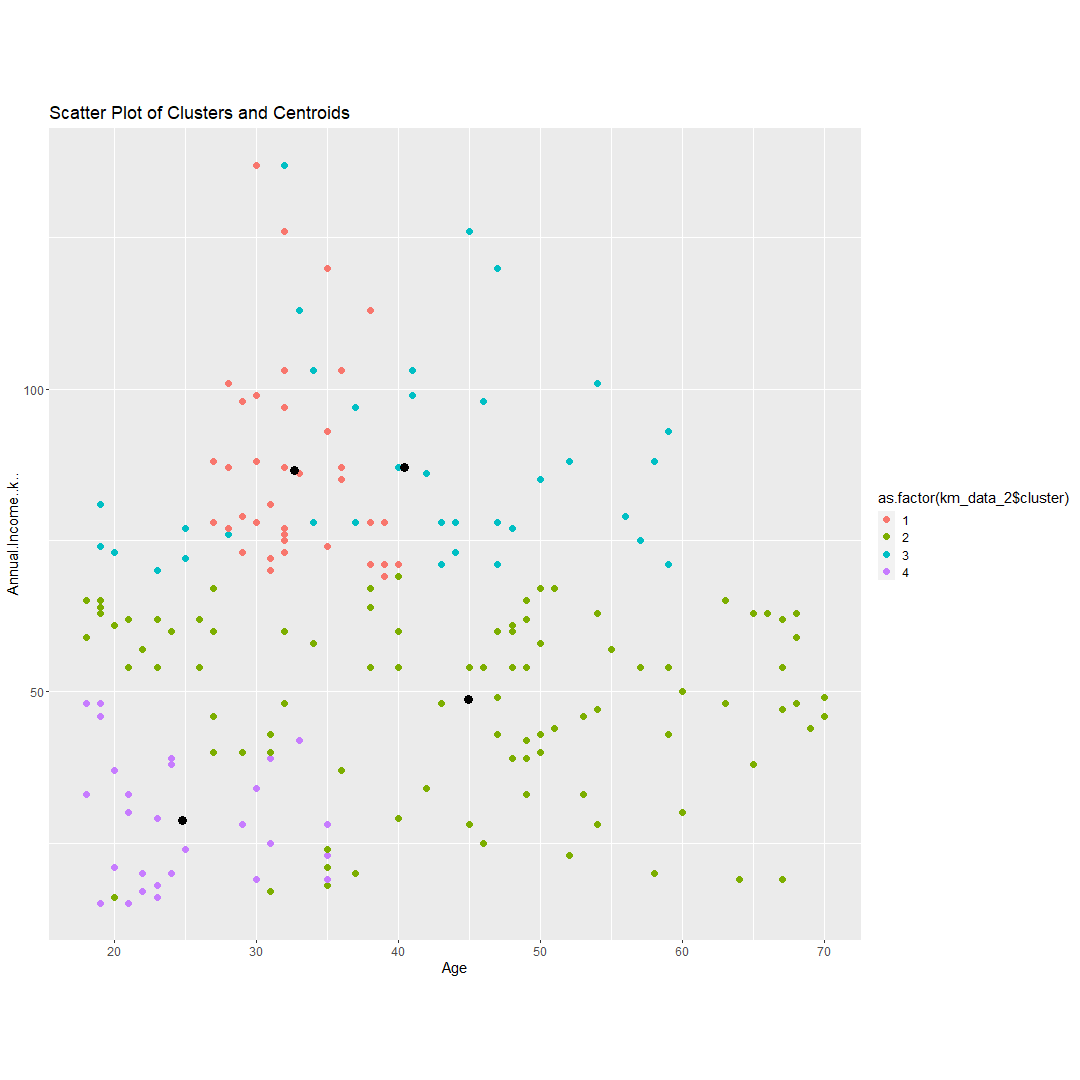 Scatter Plot of Clusters and Centroids
100
50
Annual.Income..k..
20 30 40 50 60 70
Age
as.factor(km_data_2$cluster)
1
2
3
4